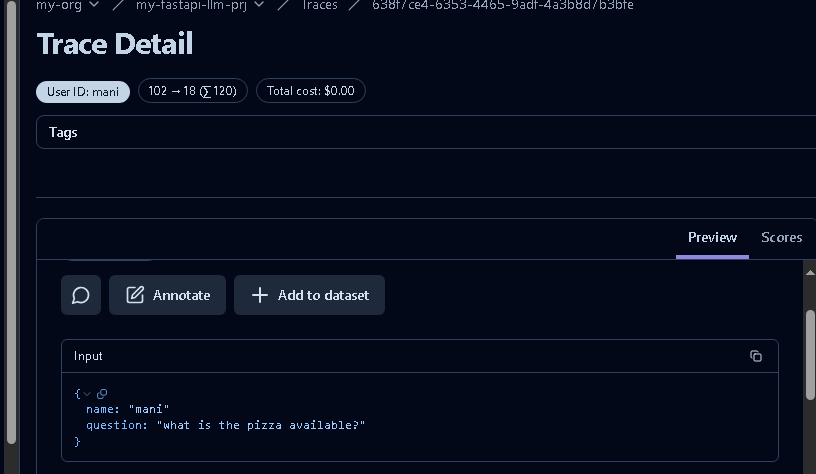 my-org / my-fastapi-llm-prj / Traces / 638f7ce4-6353-4465-9adf-4a3b8d7b3bfe
Trace Detail
User ID: mani 102 → 18 (∑ 120) Total cost: $0.00
Tags
Preview Scores
Annotate + Add to dataset
Input
{
name: "mani"
question: "what is the pizza available?"
}